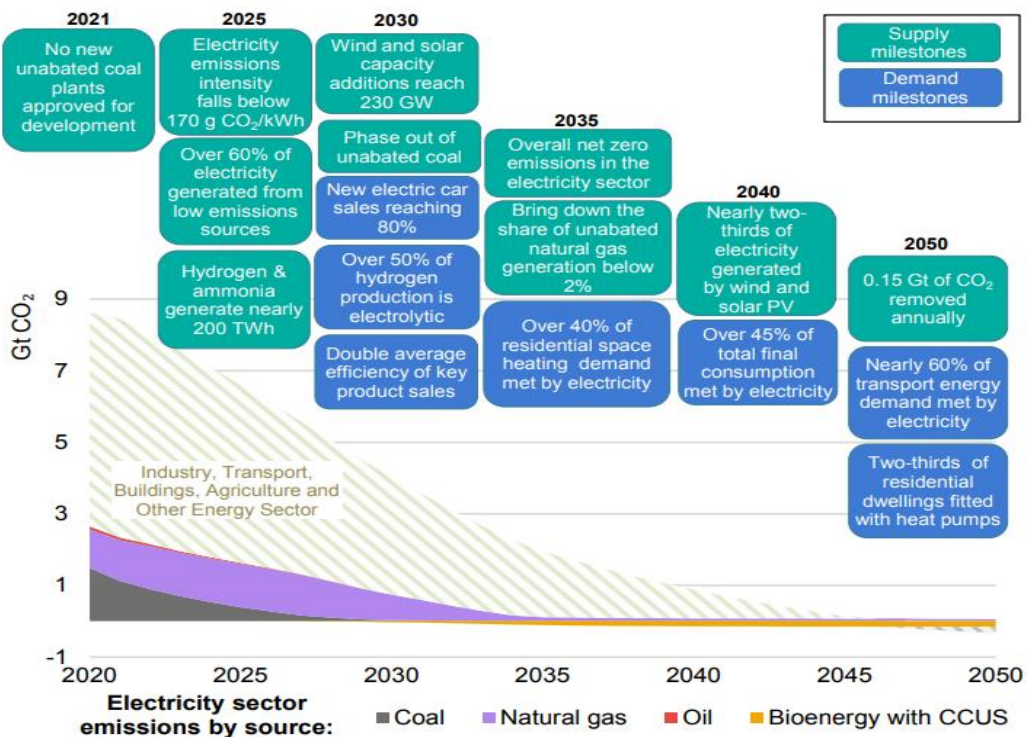 2021
No new
unabated coal
plants
approved for
development
2025
Electricity
emissions
intensity
falls below
170 g CO₂/kWh
Over 60% of
electricity
generated from
low emissions
sources
Hydrogen &
ammonia
generate nearly
200 TWh
2030
Wind and solar
capacity
additions reach
230 GW
Phase out of
unabated coal
New electric car
sales reaching
80%
Over 50% of
hydrogen
production is
electrolytic
Double average
efficiency of key
product sales
2035
Overall net zero
emissions in the
electricity sector
Bring down the
share of unabated
natural gas
generation below
2%
Over 40% of
residential space
heating demand
met by electricity
2040
Nearly two-
thirds of
electricity
generated
by wind and
solar PV
Over 45% of
total final
consumption
met by electricity
2050
0.15 Gt of CO₂
removed
annually
Nearly 60% of
transport energy
demand met by
electricity
Two-thirds of
residential
dwellings fitted
with heat pumps
Supply
milestones
Demand
milestones
Gt CO₂
9
7
5
3
1
-1
Industry, Transport,
Buildings, Agriculture and
Other Energy Sector
2020 2025 2030 2035 2040 2045 2050
Electricity sector
emissions by source:
Coal Natural gas Oil Bioenergy with CCUS